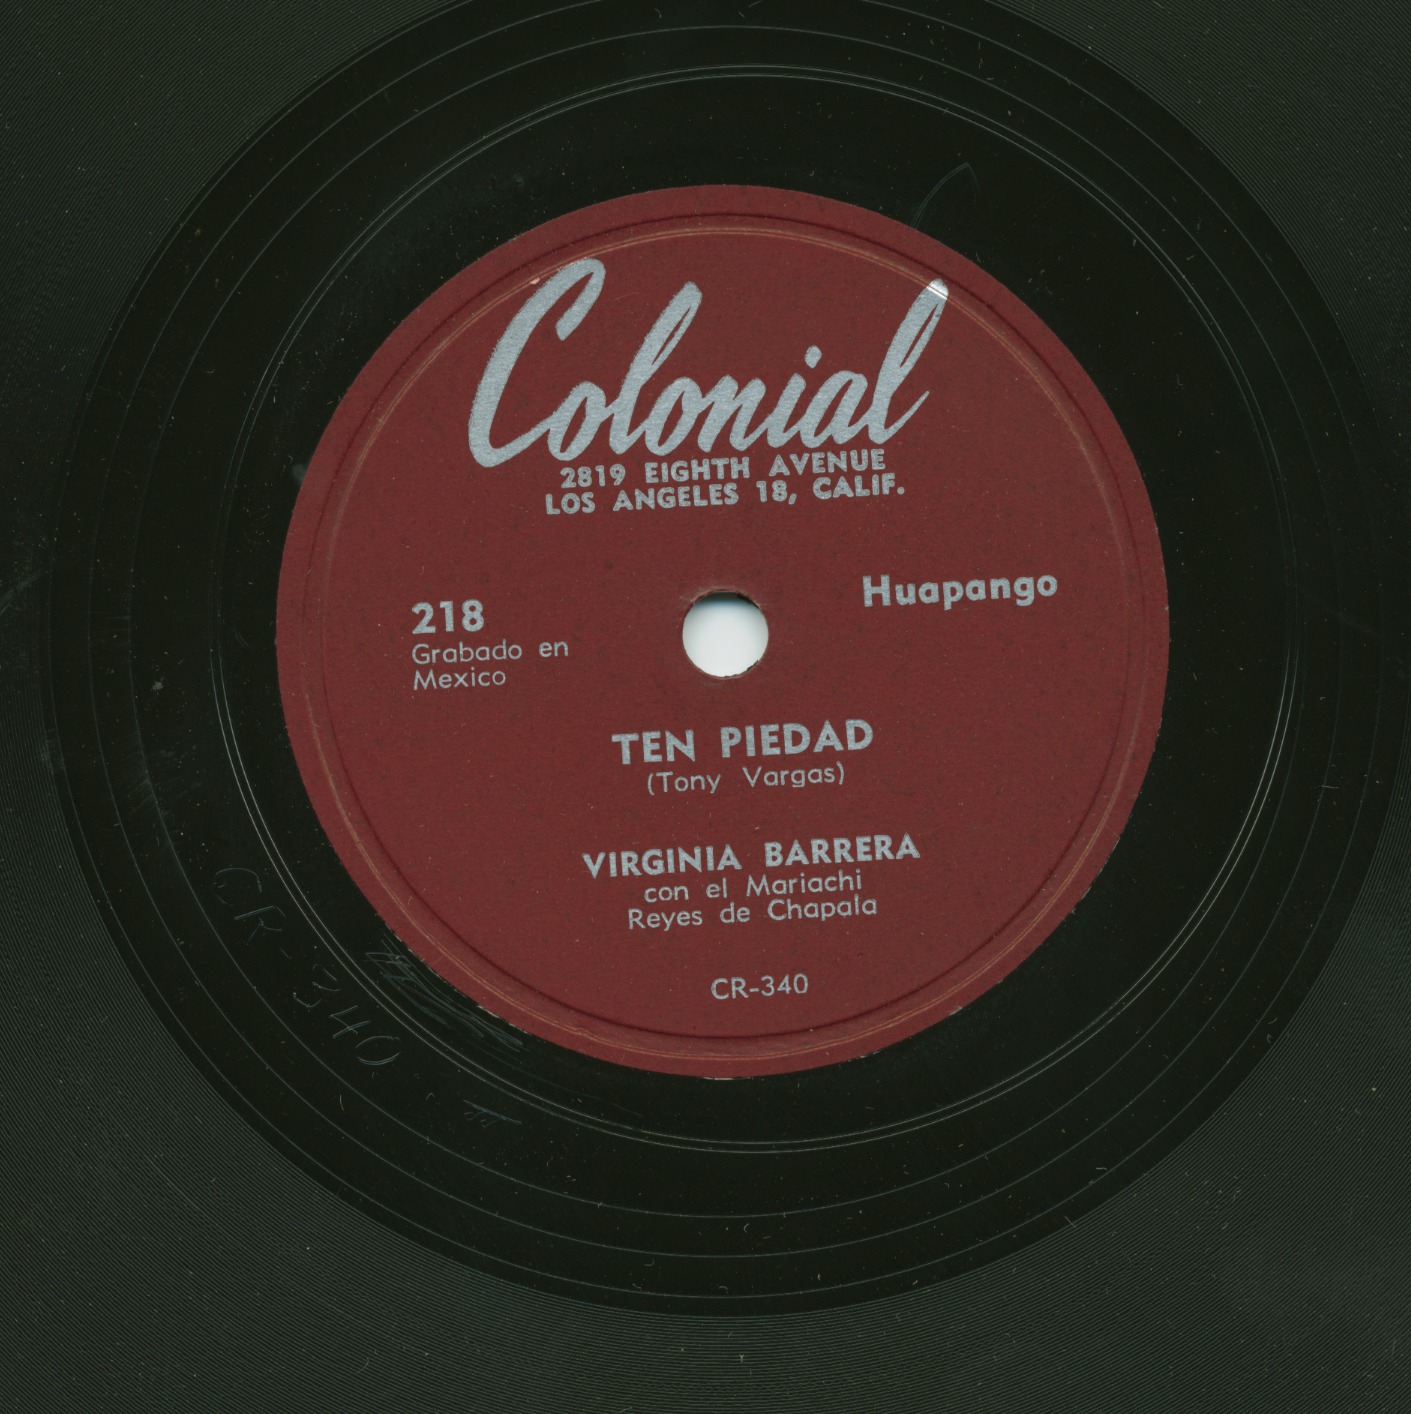 Colonial
2819 EIGHTH AVENUE
LOS ANGELES 18, CALIF.
Huapango
218
Grabado en
Mexico
TEN PIEDAD
(Tony Vargas)
VIRGINIA BARRERA
con el Mariachi
Reyes de Chapala
CR-340
CR-340